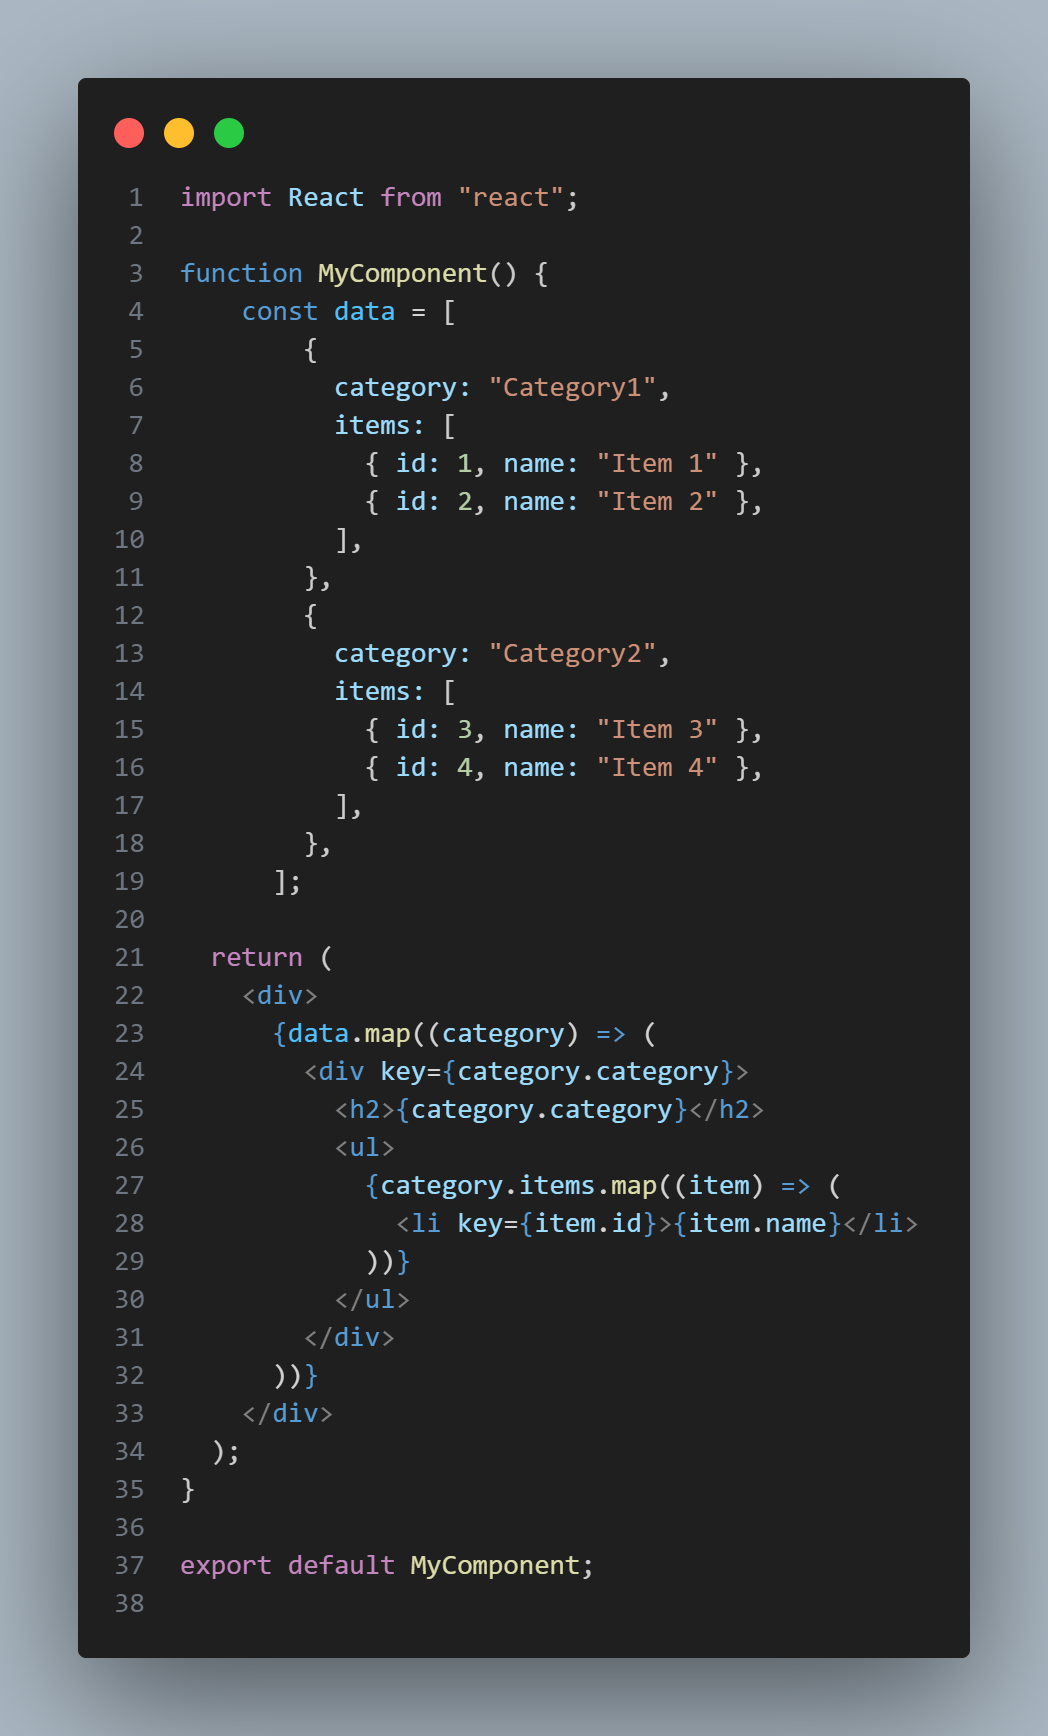 1 import React from "react";
2
3 function MyComponent() {
4     const data = [
5         {
6           category: "Category1",
7           items: [
8             { id: 1, name: "Item 1" },
9             { id: 2, name: "Item 2" },
10           ],
11         },
12         {
13           category: "Category2",
14           items: [
15             { id: 3, name: "Item 3" },
16             { id: 4, name: "Item 4" },
17           ],
18         },
19       ];
20
21   return (
22     <div>
23       {data.map((category) => (
24         <div key={category.category}>
25           <h2>{category.category}</h2>
26           <ul>
27             {category.items.map((item) => (
28               <li key={item.id}>{item.name}</li>
29             ))}
30           </ul>
31         </div>
32       ))}
33     </div>
34   );
35 }
36
37 export default MyComponent;
38